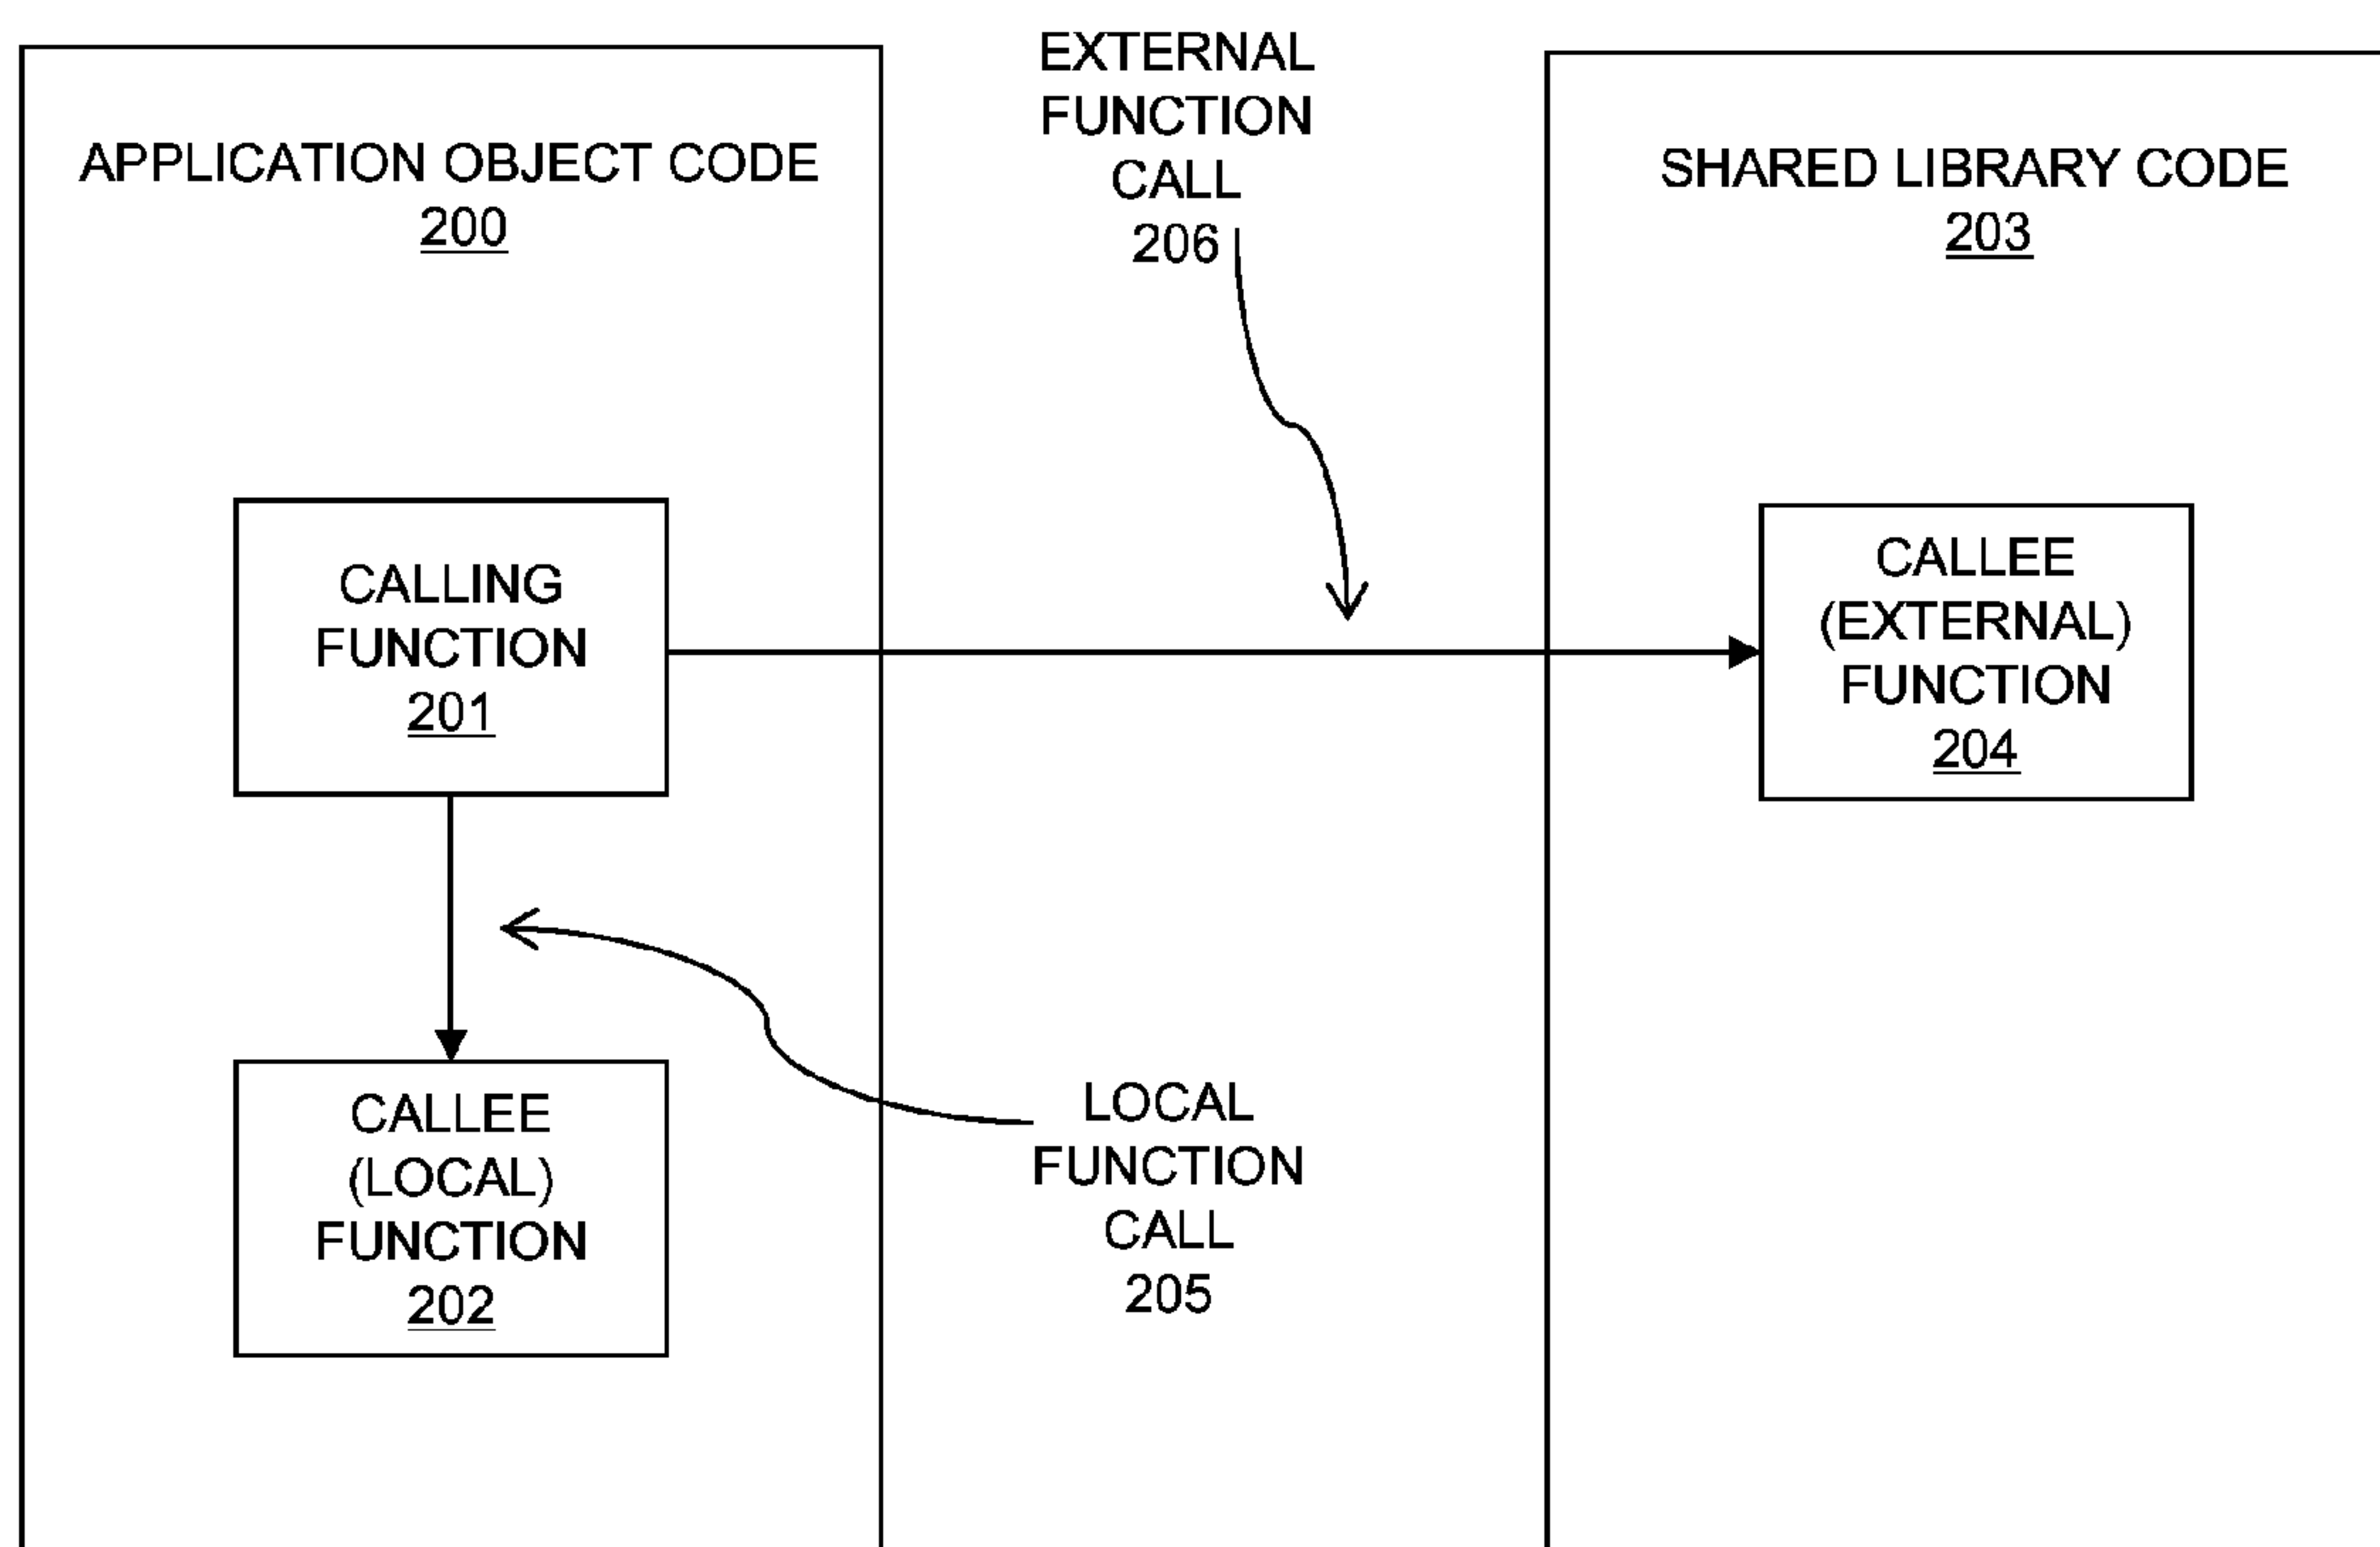 APPLICATION OBJECT CODE
200
EXTERNAL
FUNCTION
CALL
206
SHARED LIBRARY CODE
203
CALLING
FUNCTION
201
CALLEE
(EXTERNAL)
FUNCTION
204
CALLEE
(LOCAL)
FUNCTION
202
LOCAL
FUNCTION
CALL
205